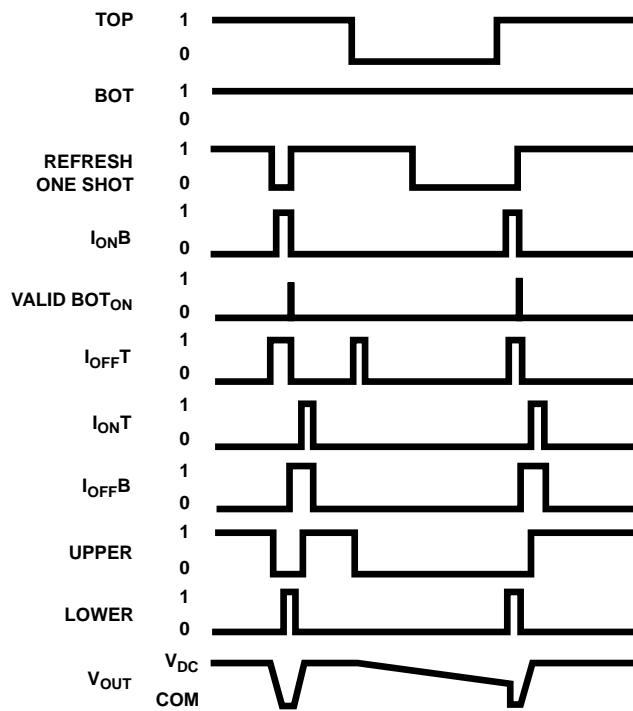 TOP 1
0
BOT 1
0
REFRESH 1
ONE SHOT 0
1
IONB 0
1
VALID BOTON 0
1
IOFFT 0
1
IONT 0
1
IOFFB 0
1
UPPER 0
1
LOWER 0
VOUT VDC
COM